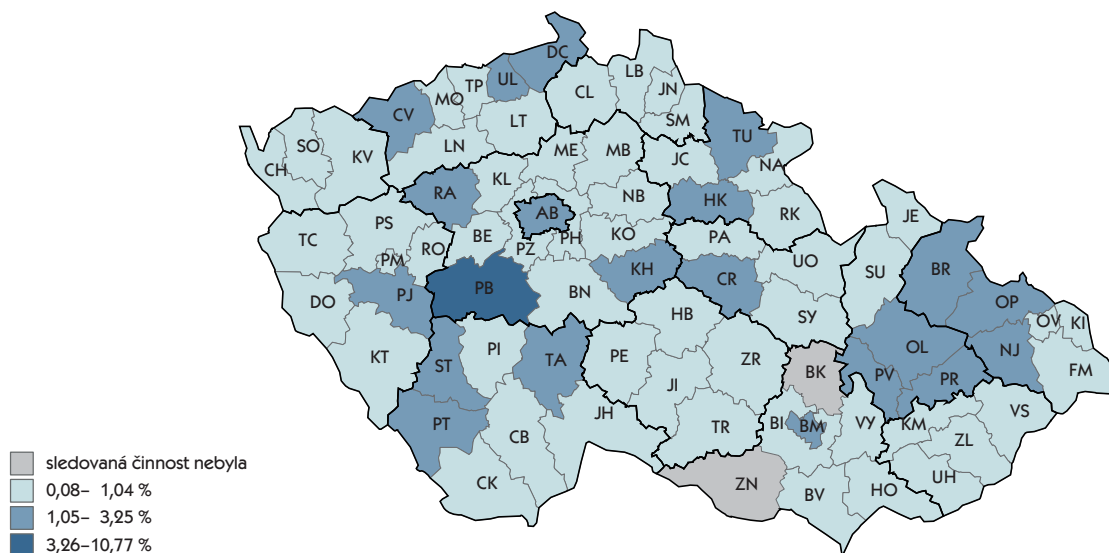 DC
LB
UL
TP
CL
JN
MO
CV
LT
SM
TU
SO
LN
ME
MB
KV
JC
NA
CH
KL
RA
NB
HK
AB
RK
JE
PS
BE
PH
KO
PA
TC
RO
PZ
UO
PM
SU
BR
KH
CR
PJ
PB
BN
OP
DO
HB
SY
OV
KI
OL
NJ
KT
PI
TA
PE
ZR
ST
BK
PV
PR
FM
JI
JH
PT
TR
BI
BM
VY
KM
VS
CB
ZL
CK
ZN
BV
HO
UH
sledovaná činnost nebyla
0,08– 1,04 %
1,05– 3,25 %
3,26–10,77 %